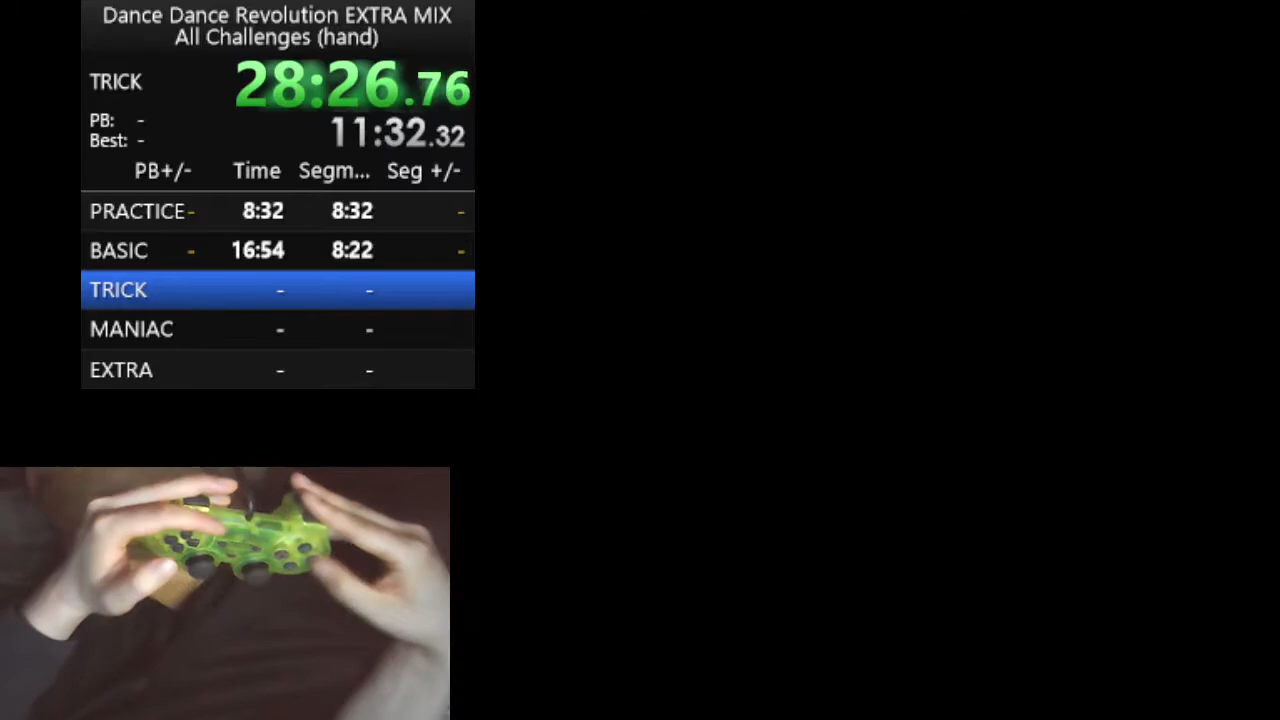 Dance Dance Revolution EXTRA MIX
All Challenges (hand)
TRICK 28:26.76
PB: -
Best: - 11:32.32
PB+/- Time Segm... Seg +/-
PRACTICE - 8:32 8:32 -
BASIC - 16:54 8:22 -
TRICK - -
MANIAC - -
EXTRA - -